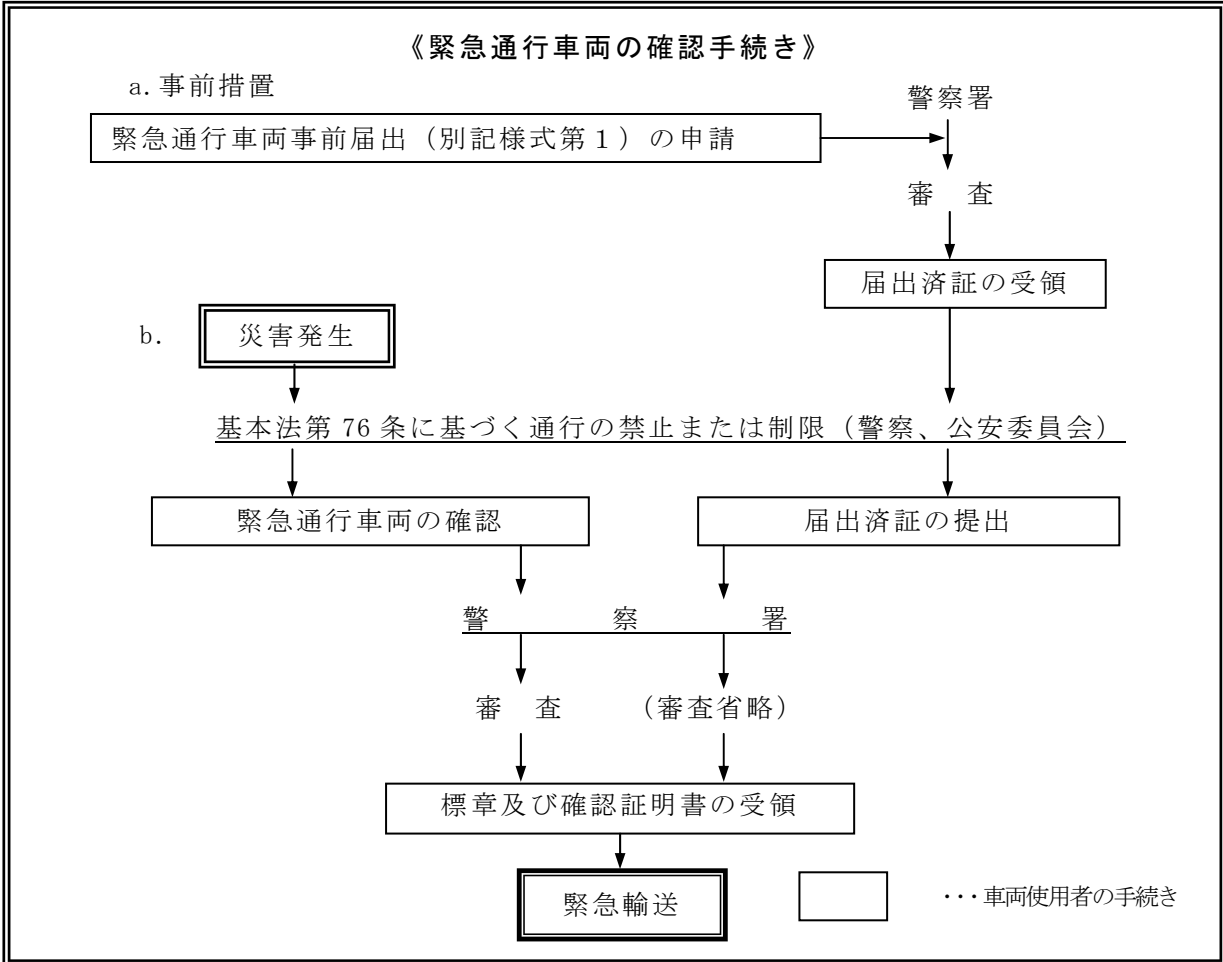 《緊急通行車両の確認手続き》
a.事前措置
警察署
緊急通行車両事前届出（別記様式第１）の申請
審　査
届出済証の受領
b.
災害発生
基本法第 76 条に基づく通行の禁止または制限（警察、公安委員会）
緊急通行車両の確認
届出済証の提出
警　察　署
審　査
（審査省略）
標章及び確認証明書の受領
緊急輸送
・・・車両使用者の手続き